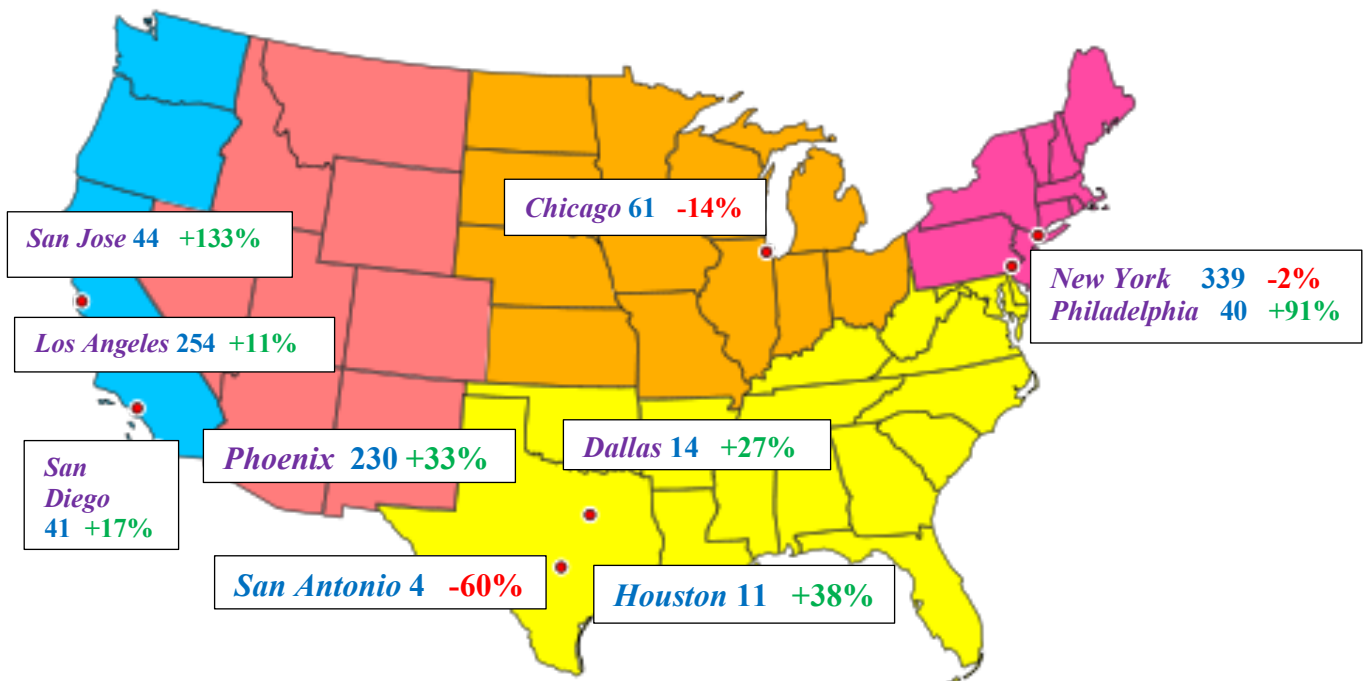 Chicago 61 -14%
San Jose 44 +133%
New York 339 -2%
Philadelphia 40 +91%
Los Angeles 254 +11%
Phoenix 230 +33%
Dallas 14 +27%
San
Diego
41 +17%
San Antonio 4 -60%
Houston 11 +38%